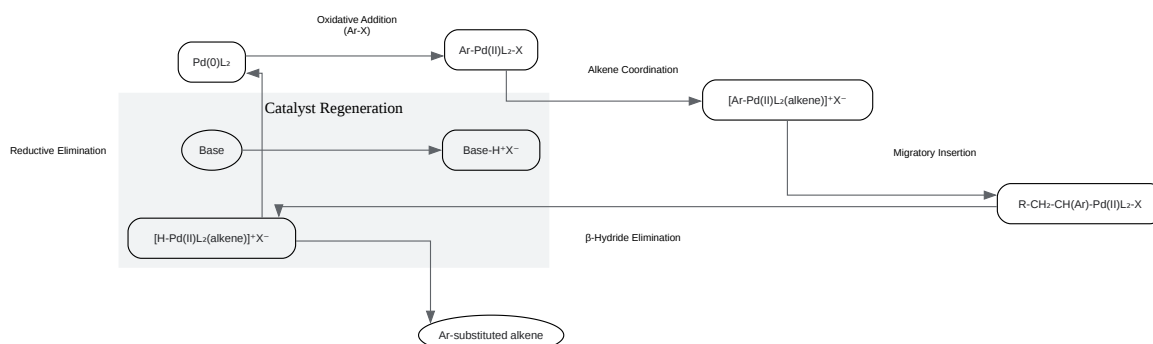 Oxidative Addition
(Ar-X)
Pd(0)L₂
Ar-Pd(II)L₂-X
Alkene Coordination
[Ar-Pd(II)L₂(alkene)]⁺X⁻
Catalyst Regeneration
Reductive Elimination
Base
Base-H⁺X⁻
Migratory Insertion
R-CH₂-CH(Ar)-Pd(II)L₂-X
[H-Pd(II)L₂(alkene)]⁺X⁻
β-Hydride Elimination
Ar-substituted alkene